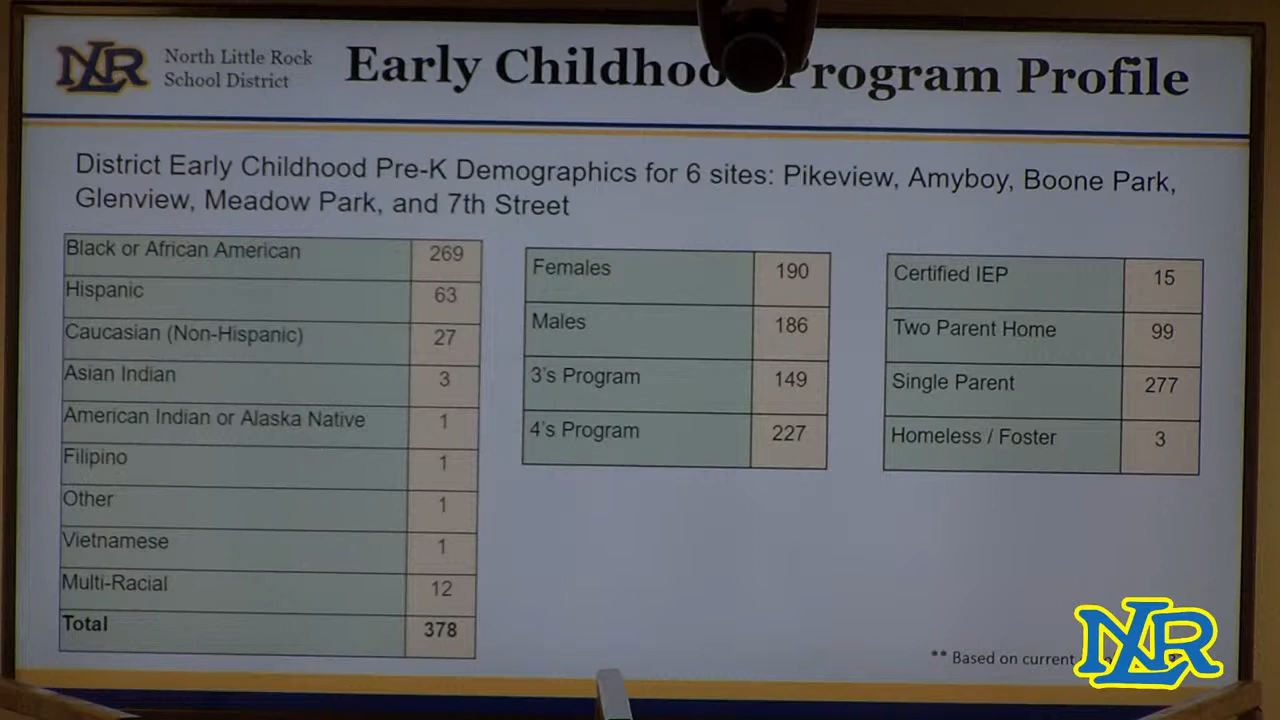 NLR North Little Rock
School District
Early Childhoo Program Profile
District Early Childhood Pre-K Demographics for 6 sites: Pikeview, Amyboy, Boone Park,
Glenview, Meadow Park, and 7th Street
Black or African American 269
Hispanic 63
Caucasian (Non-Hispanic) 27
Asian Indian 3
American Indian or Alaska Native 1
Filipino 1
Other 1
Vietnamese 1
Multi-Racial 12
Total 378
Females 190
Males 186
3's Program 149
4's Program 227
Certified IEP 15
Two Parent Home 99
Single Parent 277
Homeless / Foster 3
** Based on current
NLR